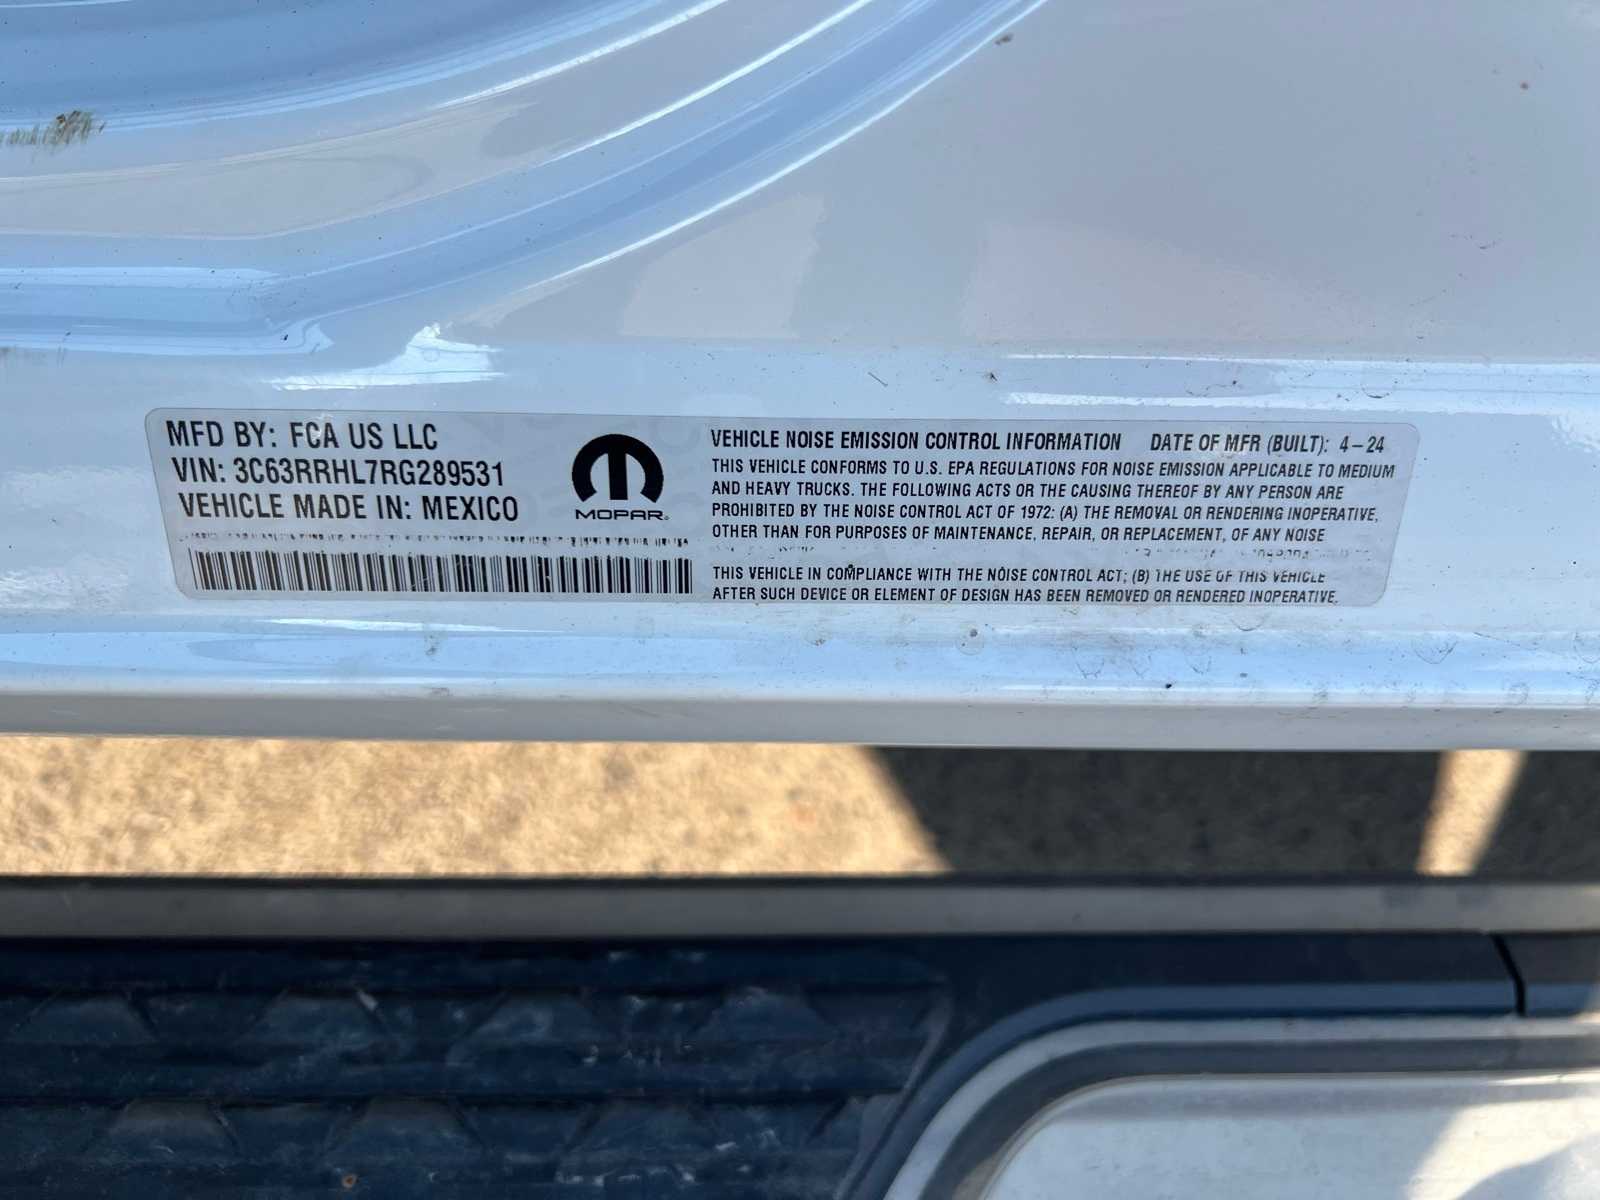 MFD BY: FCA US LLC
VIN: 3C63RRHL7RG289531
VEHICLE MADE IN: MEXICO
MOPAR®
VEHICLE NOISE EMISSION CONTROL INFORMATION DATE OF MFR (BUILT): 4-24
THIS VEHICLE CONFORMS TO U.S. EPA REGULATIONS FOR NOISE EMISSION APPLICABLE TO MEDIUM
AND HEAVY TRUCKS. THE FOLLOWING ACTS OR THE CAUSING THEREOF BY ANY PERSON ARE
PROHIBITED BY THE NOISE CONTROL ACT OF 1972: (A) THE REMOVAL OR RENDERING INOPERATIVE,
OTHER THAN FOR PURPOSES OF MAINTENANCE, REPAIR, OR REPLACEMENT, OF ANY NOISE
THIS VEHICLE IN COMPLIANCE WITH THE NOISE CONTROL ACT; (B) THE USE OF THIS VEHICLE
AFTER SUCH DEVICE OR ELEMENT OF DESIGN HAS BEEN REMOVED OR RENDERED INOPERATIVE.